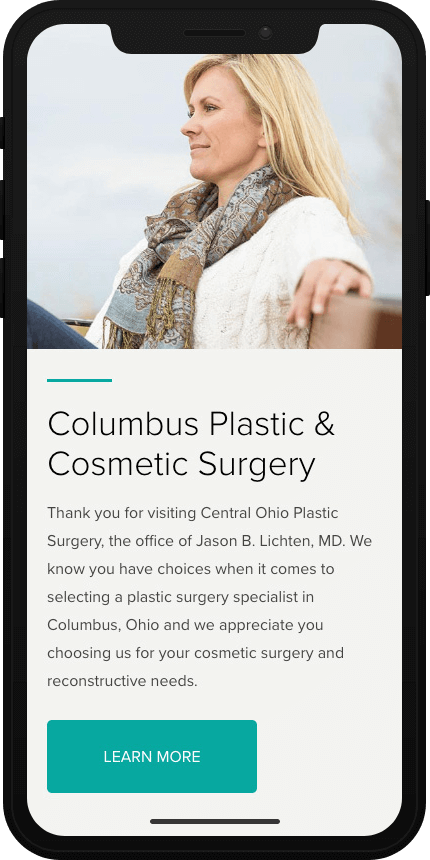 Columbus Plastic &
Cosmetic Surgery
Thank you for visiting Central Ohio Plastic
Surgery, the office of Jason B. Lichten, MD. We
know you have choices when it comes to
selecting a plastic surgery specialist in
Columbus, Ohio and we appreciate you
choosing us for your cosmetic surgery and
reconstructive needs.
LEARN MORE